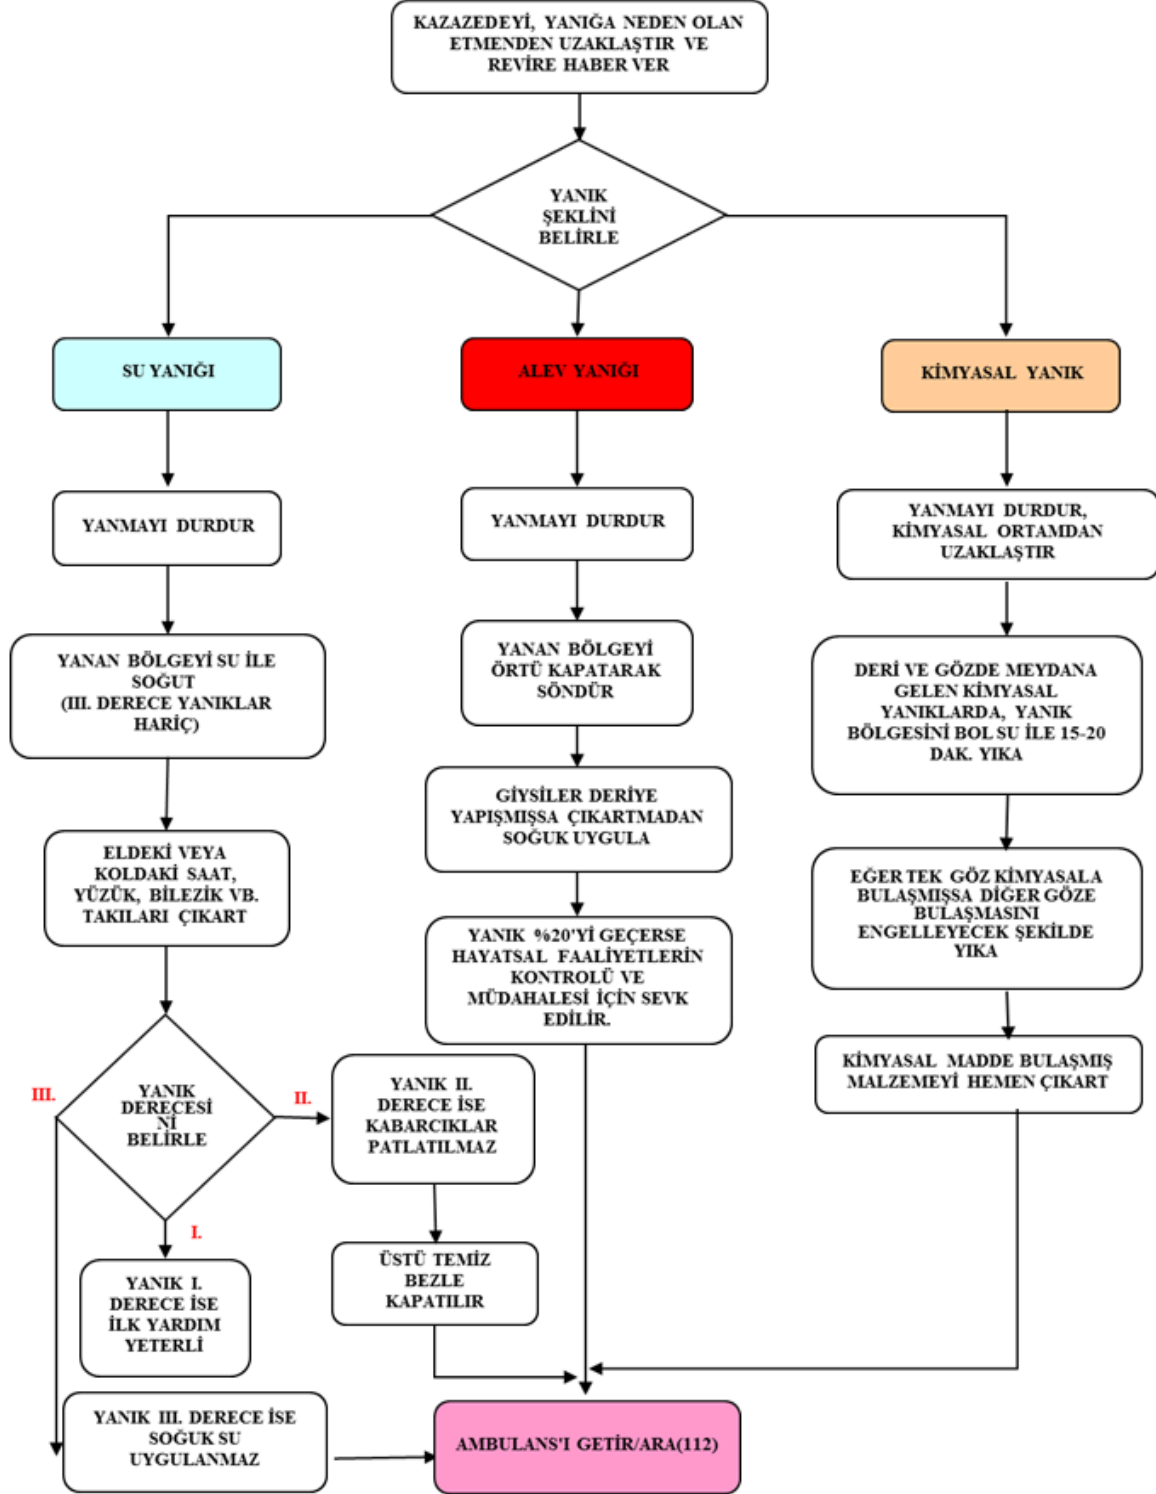 KAZAZEDEYİ, YANIĞA NEDEN OLAN
ETMENDEN UZAKLAŞTIR VE
REVİRE HABER VER
YANIK
ŞEKLİNİ
BELİRLE
SU YANIĞI
ALEV YANIĞI
KİMYASAL YANIK
YANMAYI DURDUR
YANMAYI DURDUR
YANMAYI DURDUR,
KİMYASAL ORTAMDAN
UZAKLAŞTIR
YANAN BÖLGEYİ SU İLE
SOĞUT
(III. DERECE YANIKLAR
HARİÇ)
YANAN BÖLGEYİ
ÖRTÜ KAPATARAK
SÖNDÜR
DERİ VE GÖZDE MEYDANA
GELEN KİMYASAL
YANIKLARDA, YANIK
BÖLGESİNİ BOL SU İLE 15-20
DAK. YIKA
GİYSİLER DERİYE
YAPIŞMIŞSA ÇIKARTMADAN
SOĞUK UYGULA
ELDEKİ VEYA
KOLDAKİ SAAT,
YÜZÜK, BİLEZİK VB.
TAKILARI ÇIKART
EĞER TEK GÖZ KİMYASALA
BULAŞMIŞSA DİĞER GÖZE
BULAŞMASINI
ENGELLEYECEK ŞEKİLDE
YIKA
YANIK %20'Yİ GEÇERSE
HAYATSAL FAALİYETLERİN
KONTROLÜ VE
MÜDAHALESİ İÇİN SEVK
EDİLİR.
KİMYASAL MADDE BULAŞMIŞ
MALZEMEYİ HEMEN ÇIKART
III.
YANIK
DERECESİ
Nİ
BELİRLE
II.
YANIK II.
DERECE İSE
KABARCIKLAR
PATLATILMAZ
I.
YANIK I.
DERECE İSE
İLK YARDIM
YETERLİ
ÜSTÜ TEMİZ
BEZLE
KAPATILIR
YANIK III. DERECE İSE
SOĞUK SU
UYGULANMAZ
AMBULANS'I GETİR/ARA(112)